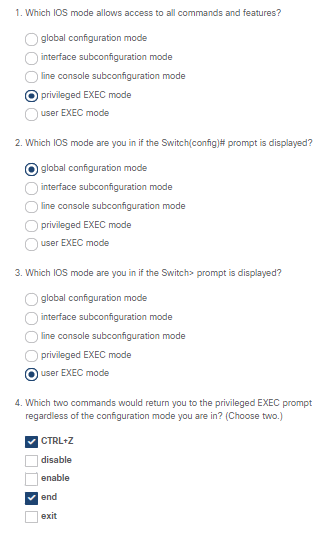 1. Which IOS mode allows access to all commands and features?
global configuration mode
interface subconfiguration mode
line console subconfiguration mode
privileged EXEC mode
user EXEC mode
2. Which IOS mode are you in if the Switch(config)# prompt is displayed?
global configuration mode
interface subconfiguration mode
line console subconfiguration mode
privileged EXEC mode
user EXEC mode
3. Which IOS mode are you in if the Switch> prompt is displayed?
global configuration mode
interface subconfiguration mode
line console subconfiguration mode
privileged EXEC mode
user EXEC mode
4. Which two commands would return you to the privileged EXEC prompt
regardless of the configuration mode you are in? (Choose two.)
CTRL+Z
disable
enable
end
exit